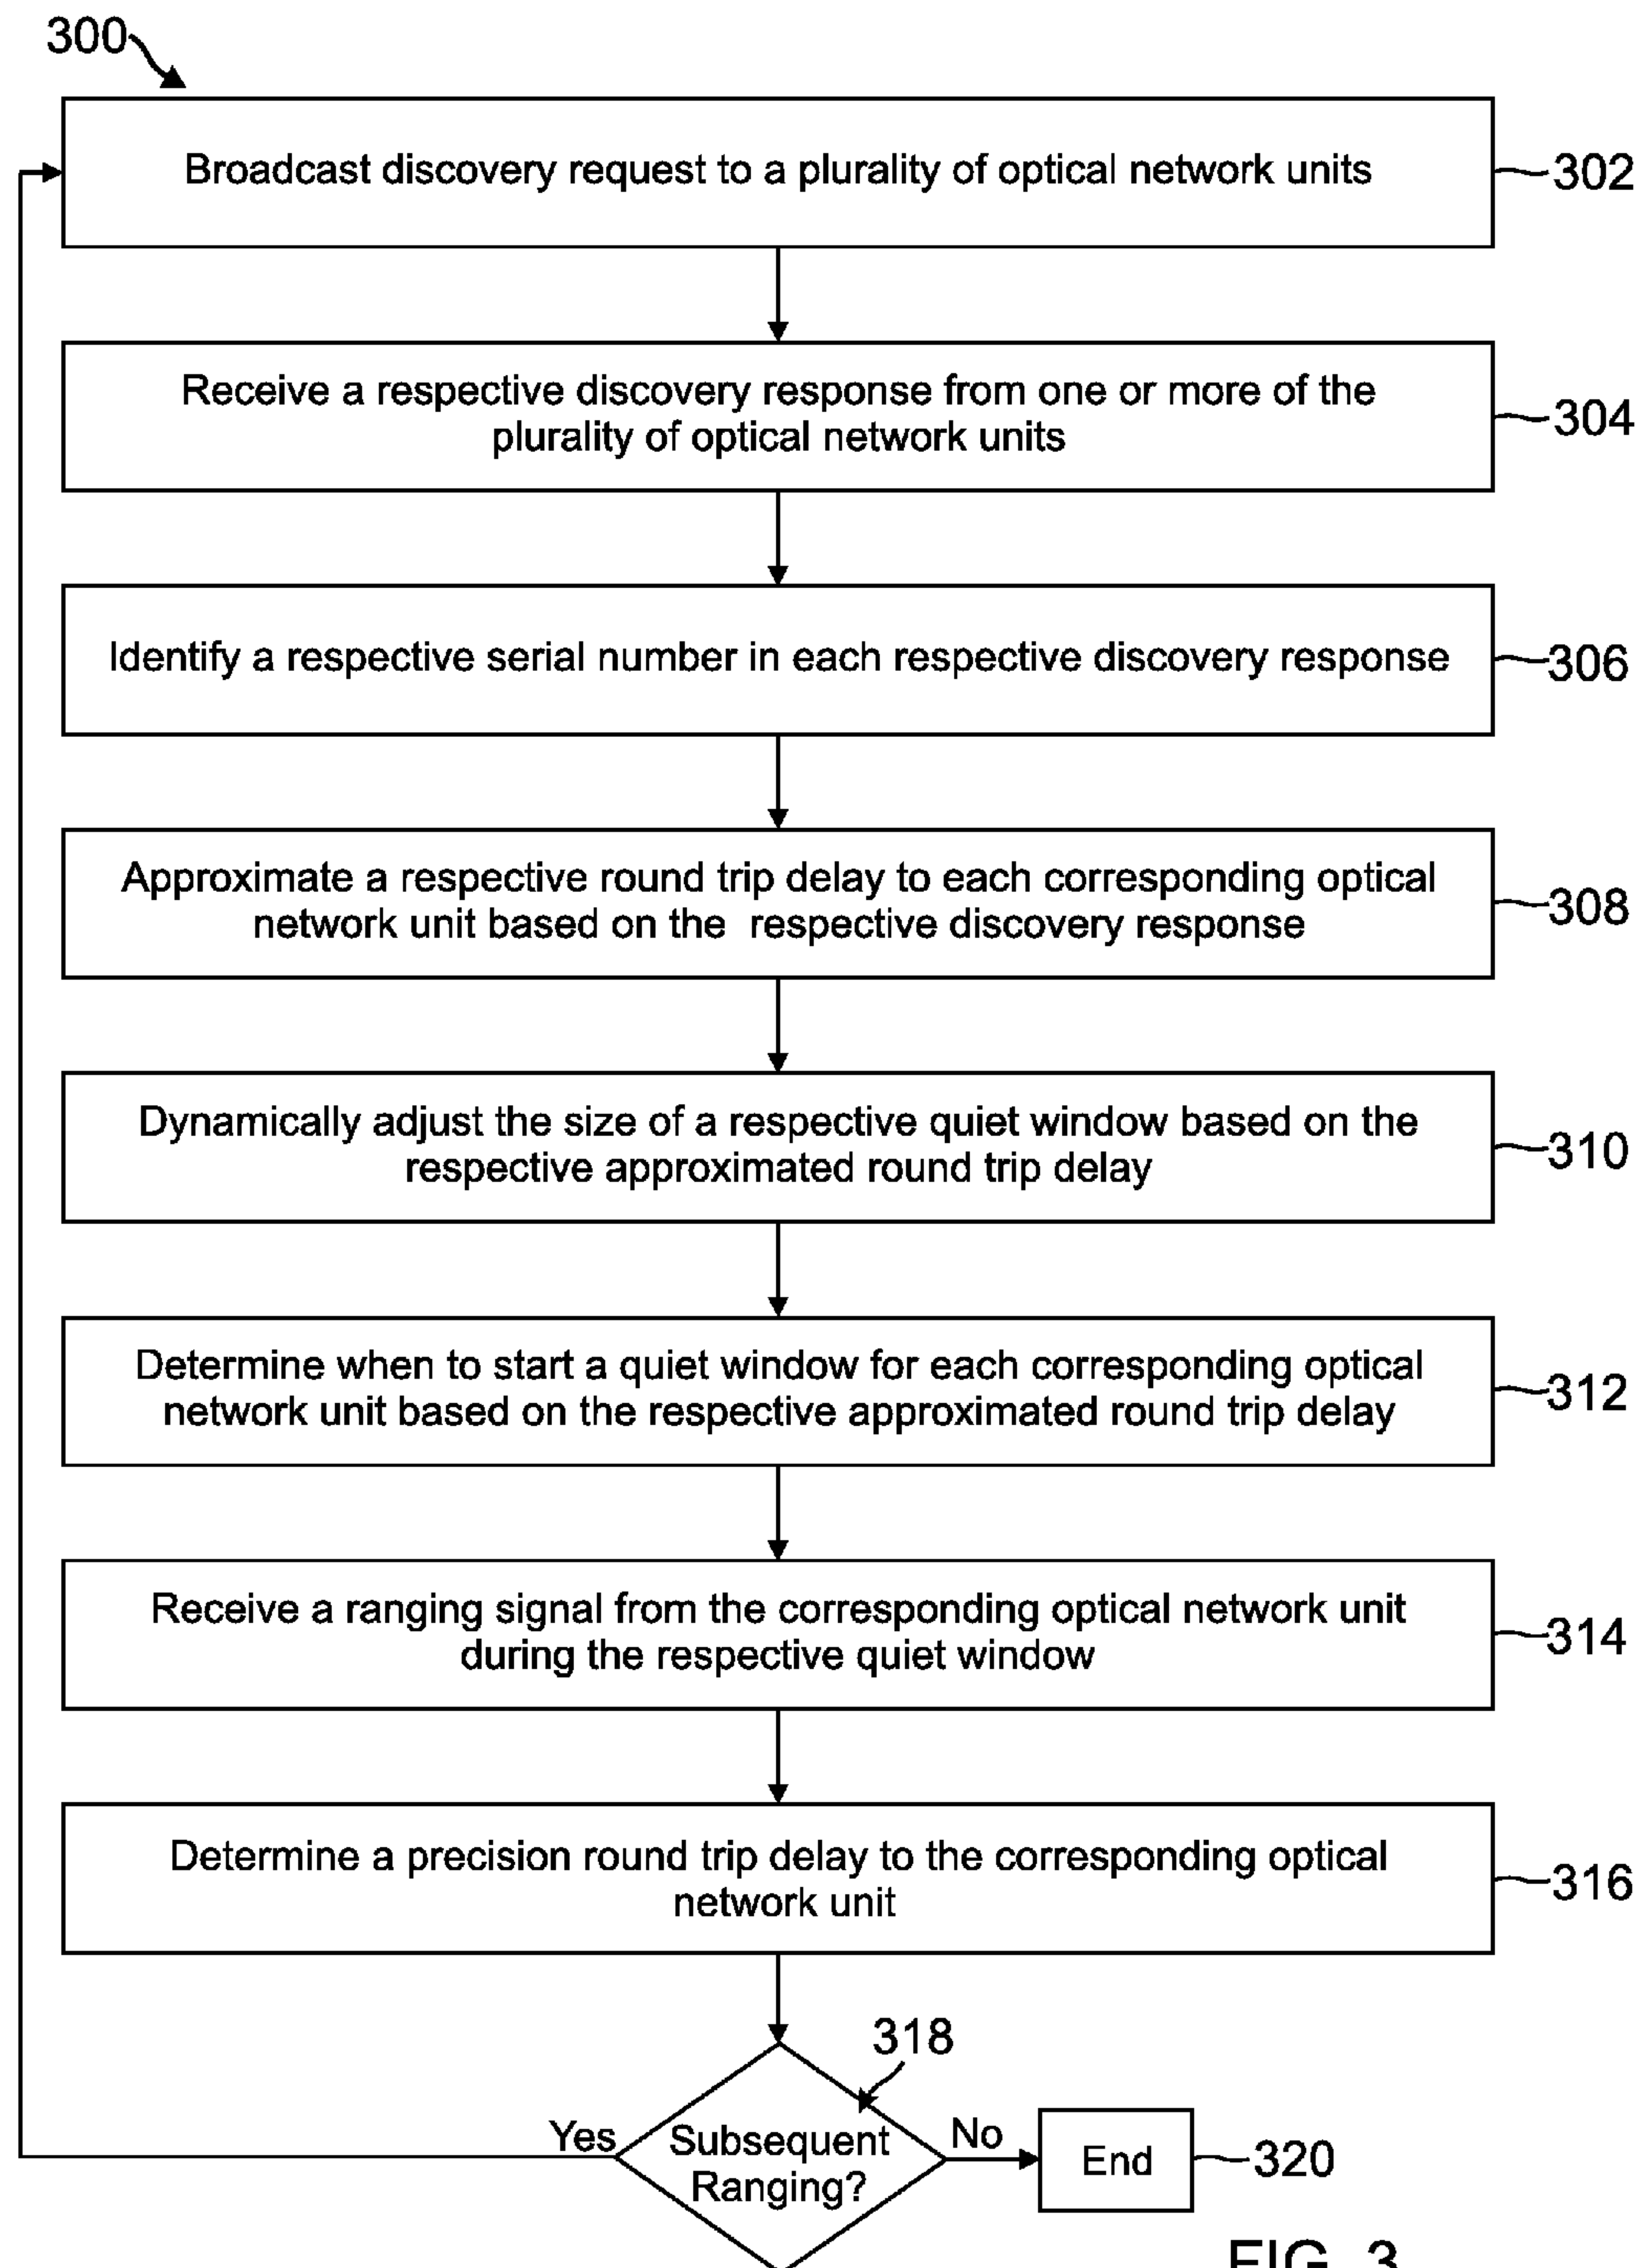 300
Broadcast discovery request to a plurality of optical network units
302
Receive a respective discovery response from one or more of the
plurality of optical network units
304
Identify a respective serial number in each respective discovery response
306
Approximate a respective round trip delay to each corresponding optical
network unit based on the respective discovery response
308
Dynamically adjust the size of a respective quiet window based on the
respective approximated round trip delay
310
Determine when to start a quiet window for each corresponding optical
network unit based on the respective approximated round trip delay
312
Receive a ranging signal from the corresponding optical network unit
during the respective quiet window
314
Determine a precision round trip delay to the corresponding optical
network unit
316
318
Yes
Subsequent
Ranging?
No
End
320
FIG. 3